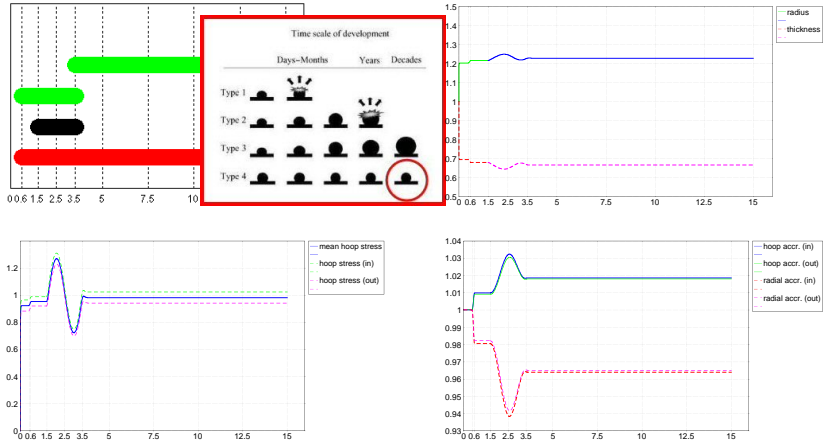 0 0.6 1.5 2.5 3.5 5 7.5 10
Time scale of development
Days-Months Years Decades
Type 1
Type 2
Type 3
Type 4
1.5
1.4
1.3
1.2
1.1
1
0.9
0.8
0.7
0.6
0.5
0 0.6 1.5 2.5 3.5 5 7.5 10 15
radius
thickness
1.2
1
0.8
0.6
0.4
0.2
0
0 0.6 1.5 2.5 3.5 5 7.5 10 15
mean hoop stress
hoop stress (in)
hoop stress (out)
1.04
1.03
1.02
1.01
1
0.99
0.98
0.97
0.96
0.95
0.94
0.93
0 0.6 1.5 2.5 3.5 5 7.5 10 15
hoop accr. (in)
hoop accr. (out)
radial accr. (in)
radial accr. (out)